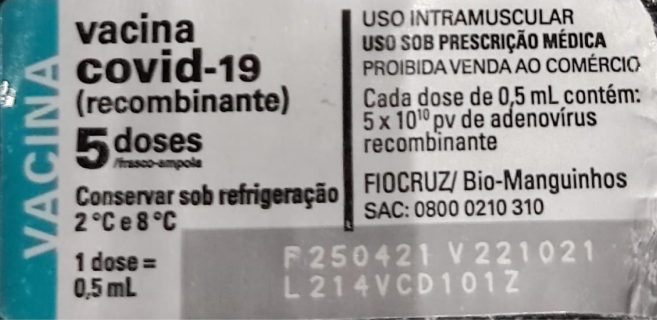 VACINA
vacina
covid-19
(recombinante)
5 doses
/frasco-ampola
Conservar sob refrigeração
2 °C e 8 °C
1 dose =
0,5 mL
USO INTRAMUSCULAR
USO SOB PRESCRIÇÃO MÉDICA
PROIBIDA VENDA AO COMÉRCIO
Cada dose de 0,5 mL contém:
5 x 10¹⁰ pv de adenovírus
recombinante
FIOCRUZ/ Bio-Manguinhos
SAC: 0800 0210 310
F250421 V221021
L214VCD101Z